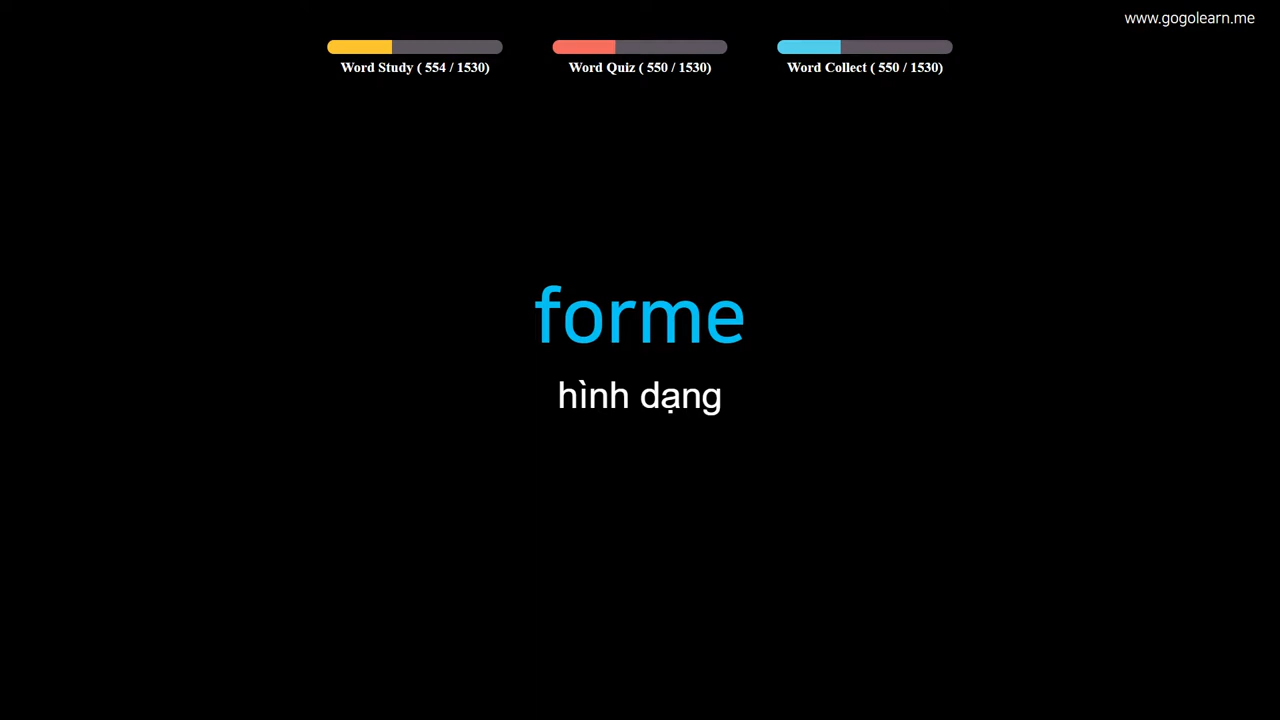 www.gogolearn.me
Word Study ( 554 / 1530)
Word Quiz ( 550 / 1530)
Word Collect ( 550 / 1530)
forme
hình dạng